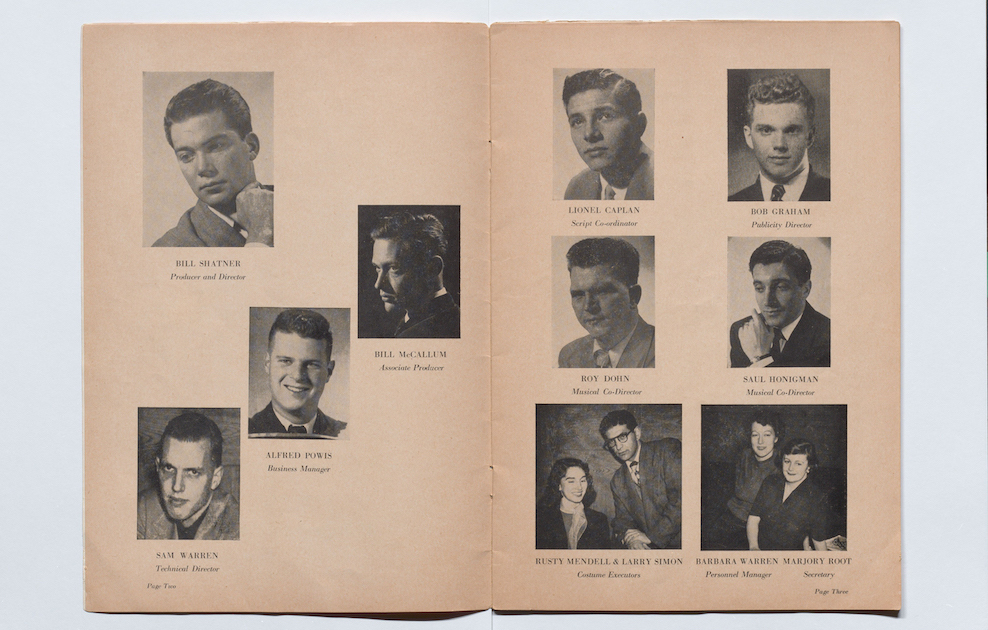 BILL SHATNER
Producer and Director
BILL McCALLUM
Associate Producer
ALFRED POWIS
Business Manager
SAM WARREN
Technical Director
Page Two
LIONEL CAPLAN
Script Co-ordinator
BOB GRAHAM
Publicity Director
ROY DOHN
Musical Co-Director
SAUL HONIGMAN
Musical Co-Director
RUSTY MENDELL & LARRY SIMON
Costume Executors
BARBARA WARREN MARJORY ROOT
Personnel Manager Secretary
Page Three